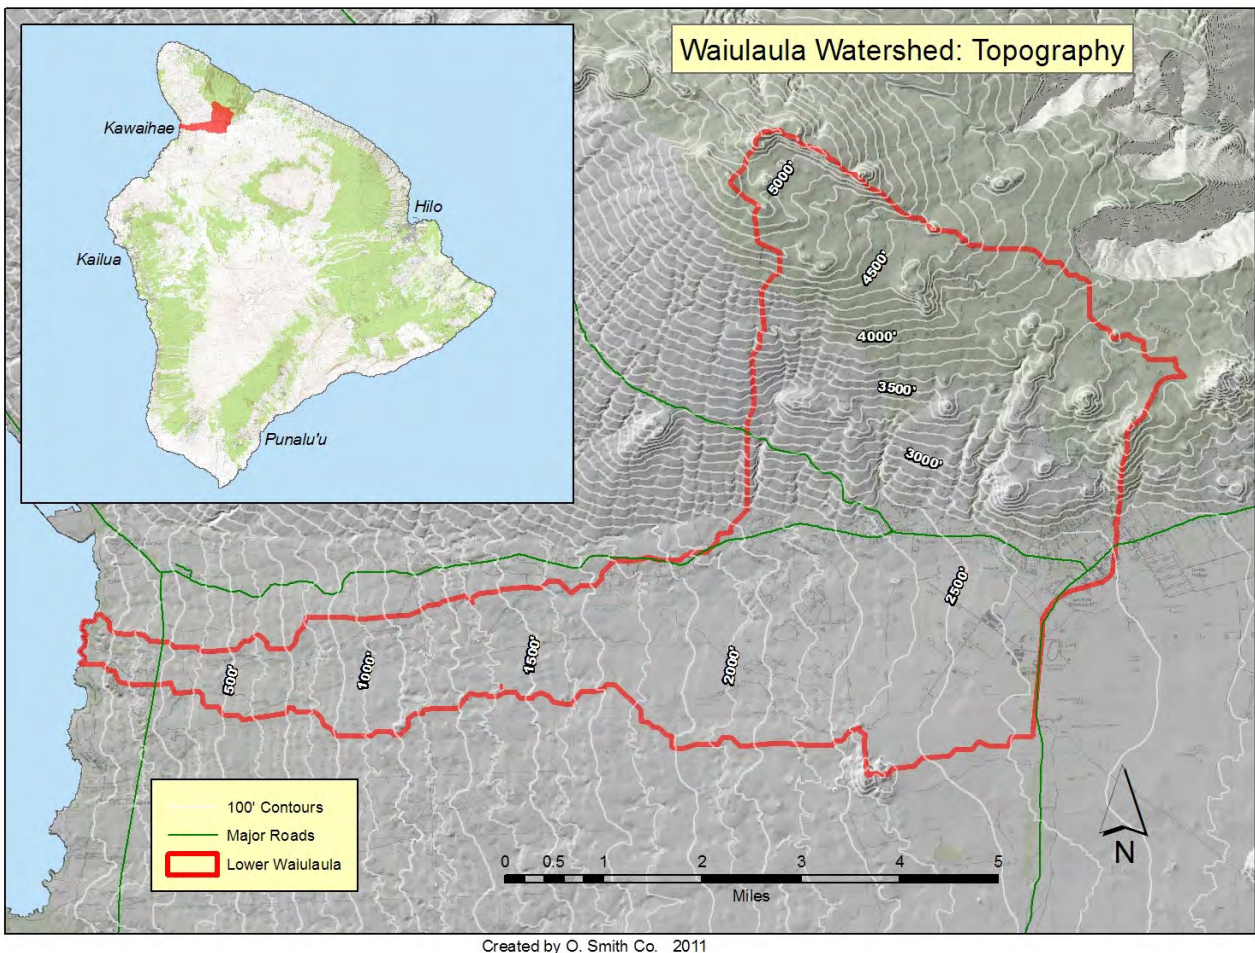 Waiulaula Watershed: Topography
Kawaihae
Hilo
Kailua
Punalu'u
5000'
4500'
4000'
3500'
3000'
2500'
2000'
1500'
1000'
500'
100' Contours
Major Roads
Lower Waiulaula
0 0.5 1 2 3 4 5
Miles
N
Created by O. Smith Co. 2011